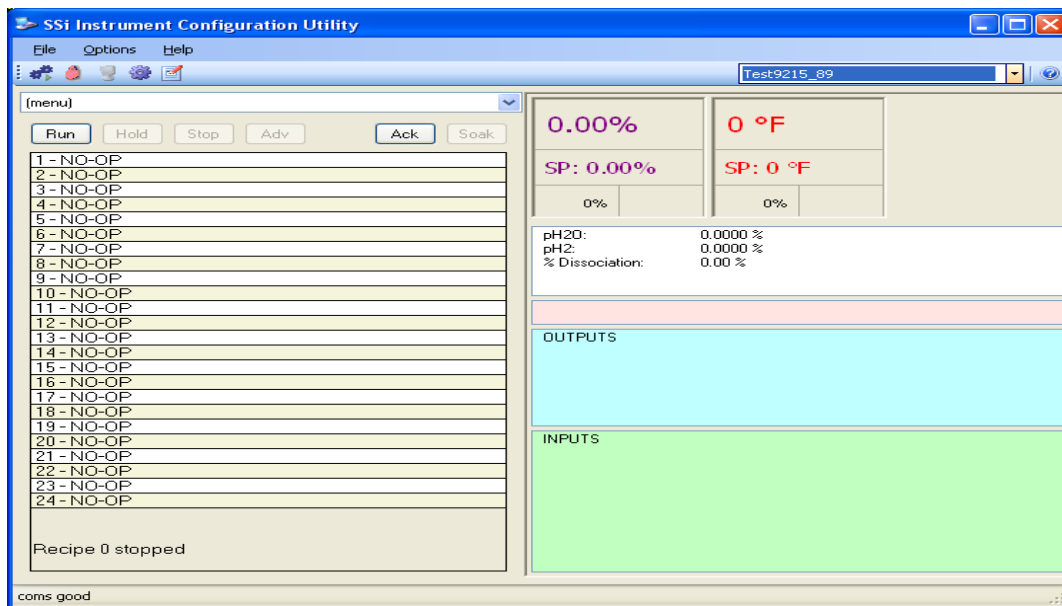 SSi Instrument Configuration Utility
File Options Help
Test9215_89
(menu)
Run Hold Stop Adv Ack Soak
1 - NO-OP
2 - NO-OP
3 - NO-OP
4 - NO-OP
5 - NO-OP
6 - NO-OP
7 - NO-OP
8 - NO-OP
9 - NO-OP
10 - NO-OP
11 - NO-OP
12 - NO-OP
13 - NO-OP
14 - NO-OP
15 - NO-OP
16 - NO-OP
17 - NO-OP
18 - NO-OP
19 - NO-OP
20 - NO-OP
21 - NO-OP
22 - NO-OP
23 - NO-OP
24 - NO-OP
Recipe 0 stopped
0.00% 0 °F
SP: 0.00% SP: 0 °F
0% 0%
pH2O: 0.0000 %
pH2: 0.0000 %
% Dissociation: 0.00 %
OUTPUTS
INPUTS
coms good